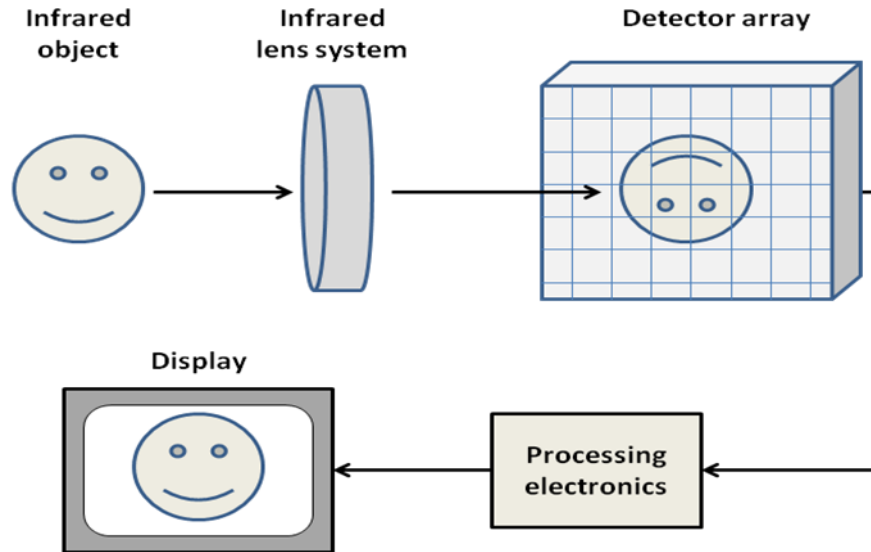 Infrared
object
Infrared
lens system
Detector array
Display
Processing
electronics